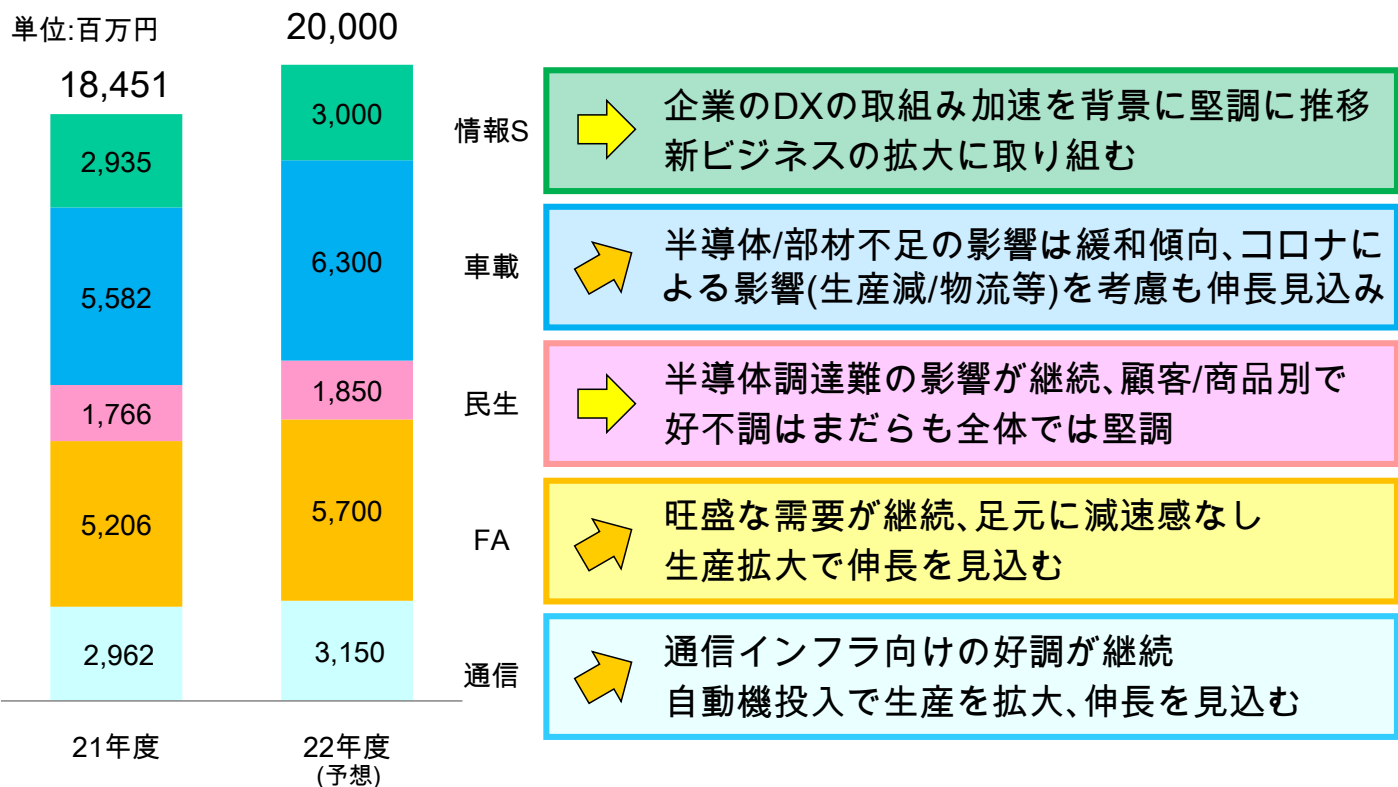 単位:百万円
20,000
18,451
3,000
2,935
6,300
5,582
1,850
1,766
5,700
5,206
3,150
2,962
21年度
22年度
(予想)
情報S
企業のDXの取組み加速を背景に堅調に推移
新ビジネスの拡大に取り組む
車載
半導体/部材不足の影響は緩和傾向、コロナに
よる影響(生産減/物流等)を考慮も伸長見込み
民生
半導体調達難の影響が継続、顧客/商品別で
好不調はまだらも全体では堅調
FA
旺盛な需要が継続、足元に減速感なし
生産拡大で伸長を見込む
通信
通信インフラ向けの好調が継続
自動機投入で生産を拡大、伸長を見込む